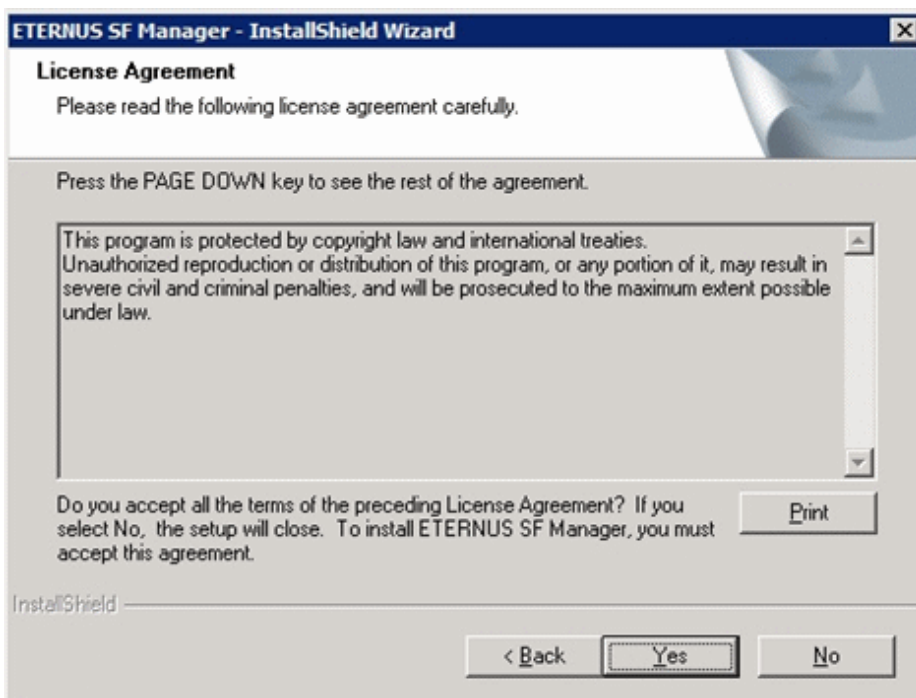 ETERNUS SF Manager - InstallShield Wizard
License Agreement
Please read the following license agreement carefully.
Press the PAGE DOWN key to see the rest of the agreement.
This program is protected by copyright law and international treaties.
Unauthorized reproduction or distribution of this program, or any portion of it, may result in
severe civil and criminal penalties, and will be prosecuted to the maximum extent possible
under law.
Do you accept all the terms of the preceding License Agreement? If you
select No, the setup will close. To install ETERNUS SF Manager, you must
accept this agreement.
Print
InstallShield
< Back
Yes
No